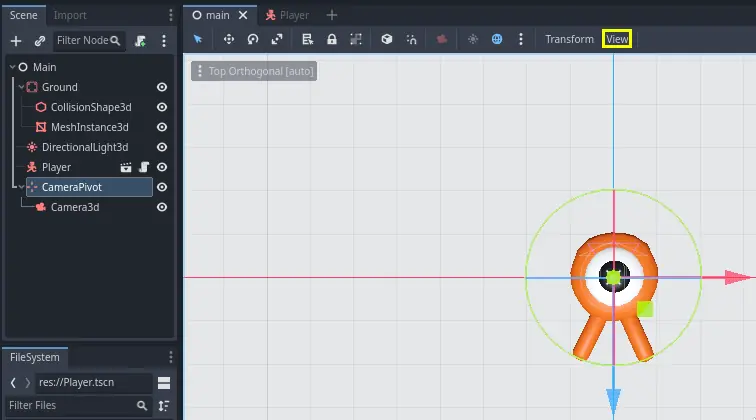 Scene Import
Filter Node
Main
Ground
CollisionShape3d
MeshInstance3d
DirectionalLight3d
Player
CameraPivot
Camera3d
FileSystem
res://Player.tscn
Filter Files
main Player
Transform View
Top Orthogonal [auto]